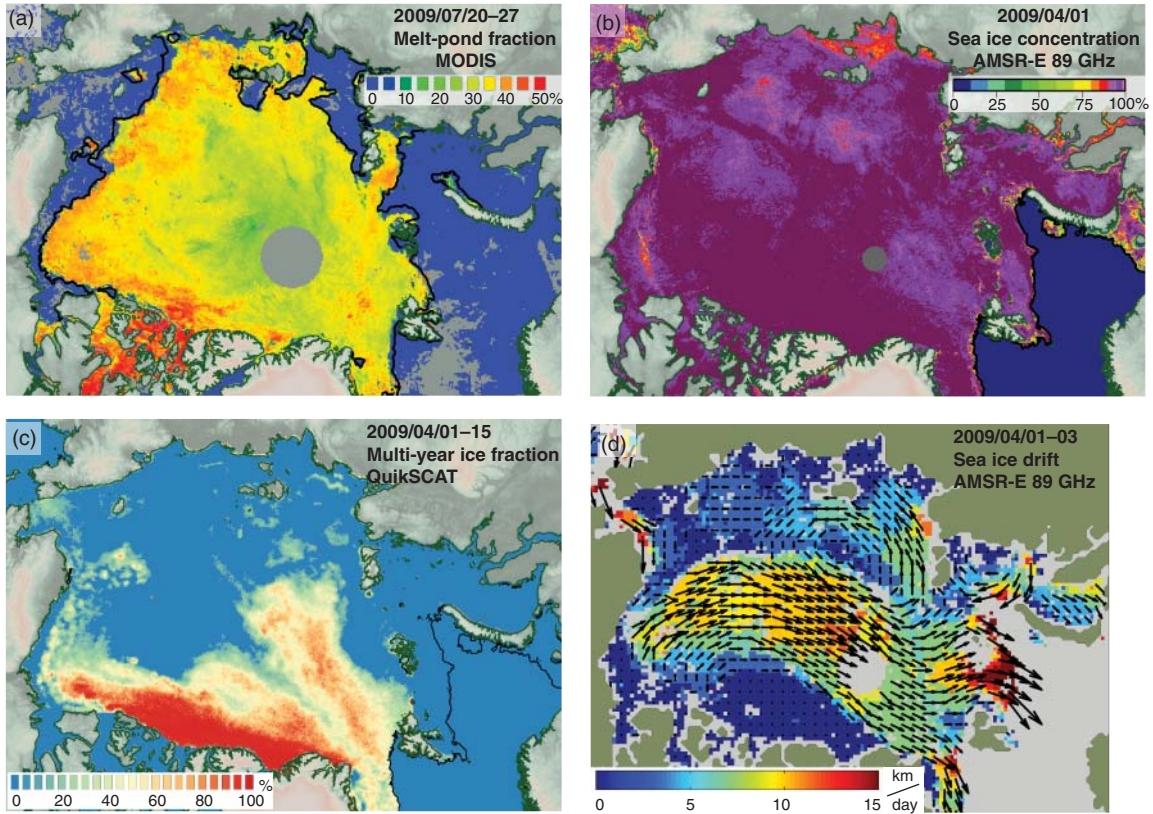 (a)
2009/07/20–27
Melt-pond fraction
MODIS
0 10 20 30 40 50%
(b)
2009/04/01
Sea ice concentration
AMSR-E 89 GHz
0 25 50 75 100%
(c)
2009/04/01–15
Multi-year ice fraction
QuikSCAT
%
0 20 40 60 80 100
(d)
2009/04/01–03
Sea ice drift
AMSR-E 89 GHz
0 5 10 15
km
day